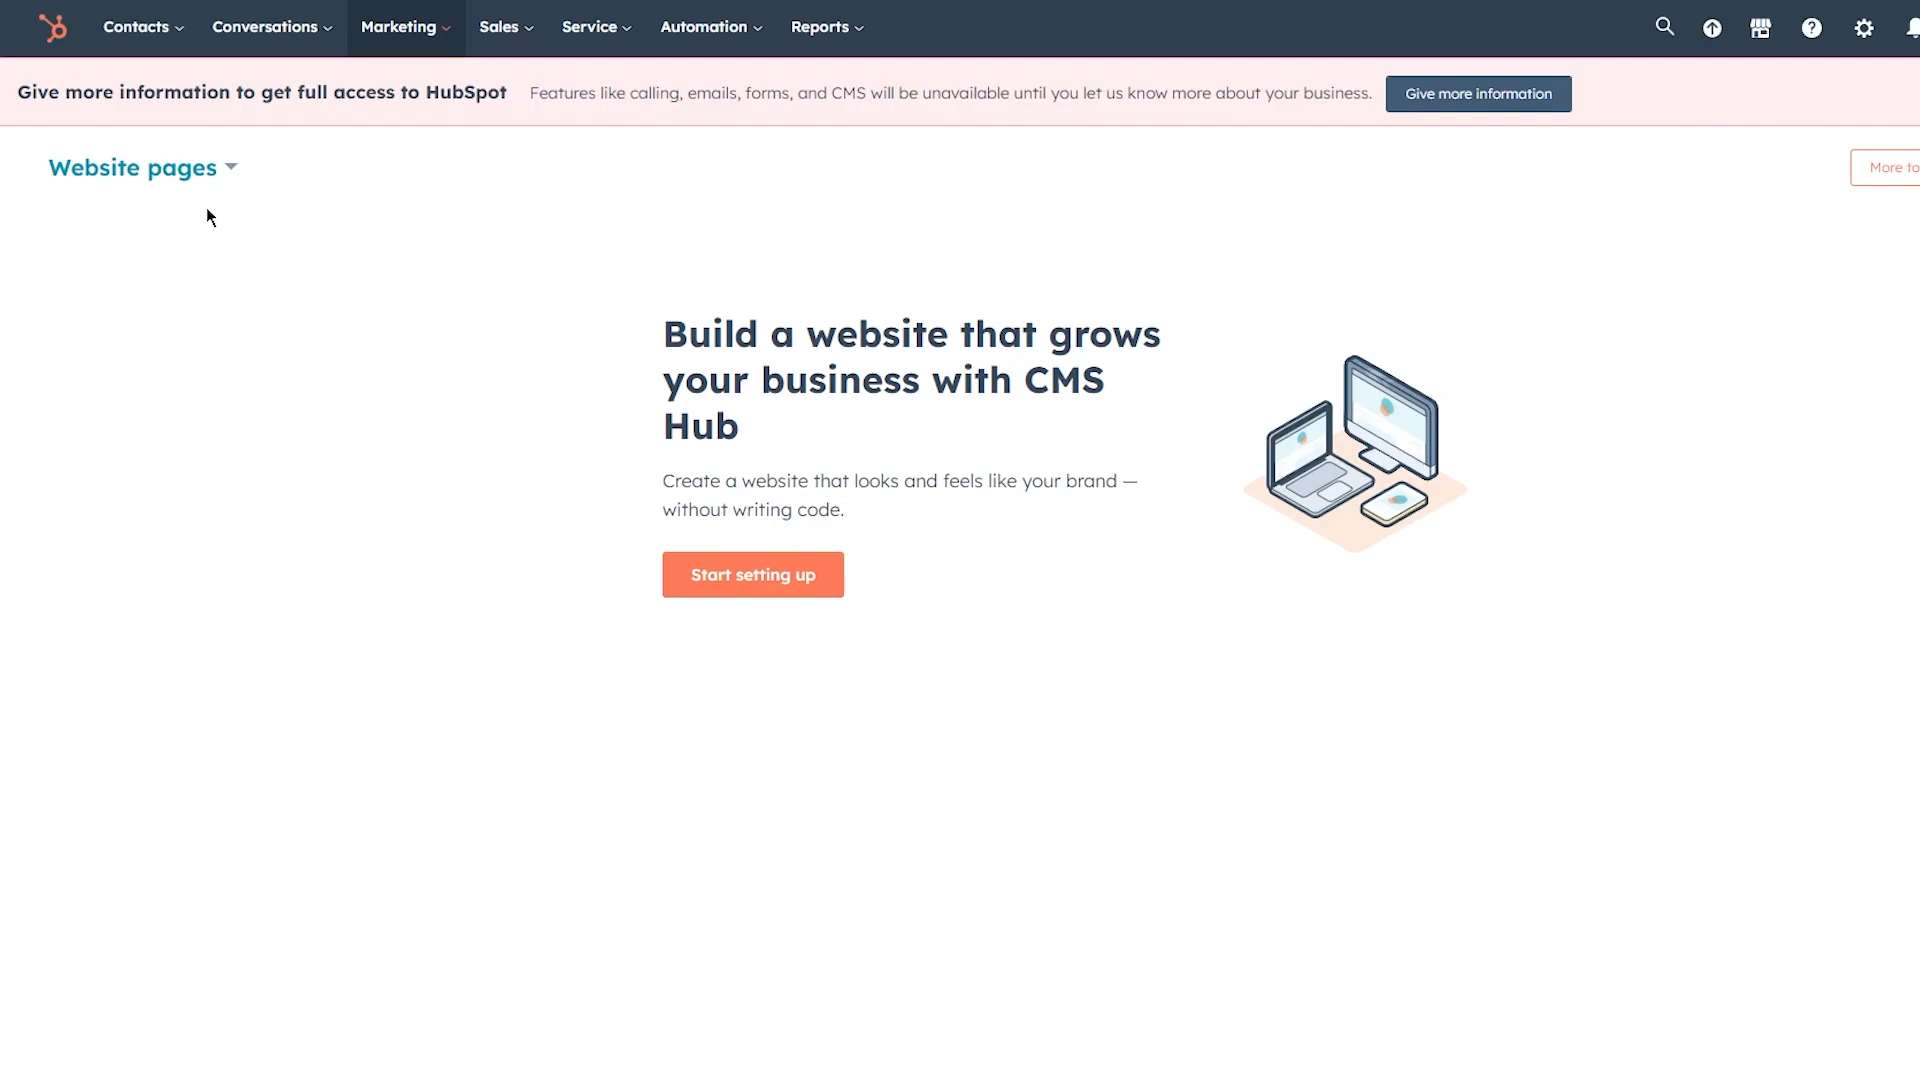 Contacts Conversations Marketing Sales Service Automation Reports
Give more information to get full access to HubSpot Features like calling, emails, forms, and CMS will be unavailable until you let us know more about your business. Give more information
Website pages
More to
Build a website that grows
your business with CMS
Hub
Create a website that looks and feels like your brand —
without writing code.
Start setting up